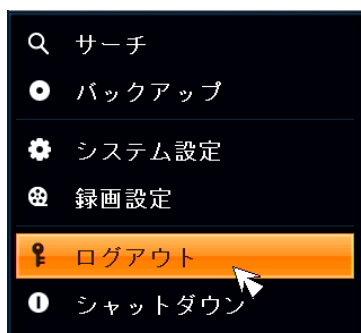 サーチ
バックアップ
システム設定
録画設定
ログアウト
シャットダウン